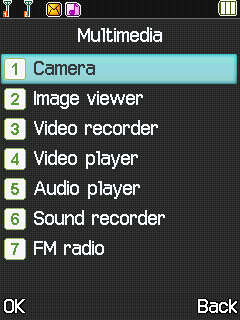 Multimedia
1 Camera
2 Image viewer
3 Video recorder
4 Video player
5 Audio player
6 Sound recorder
7 FM radio
OK Back